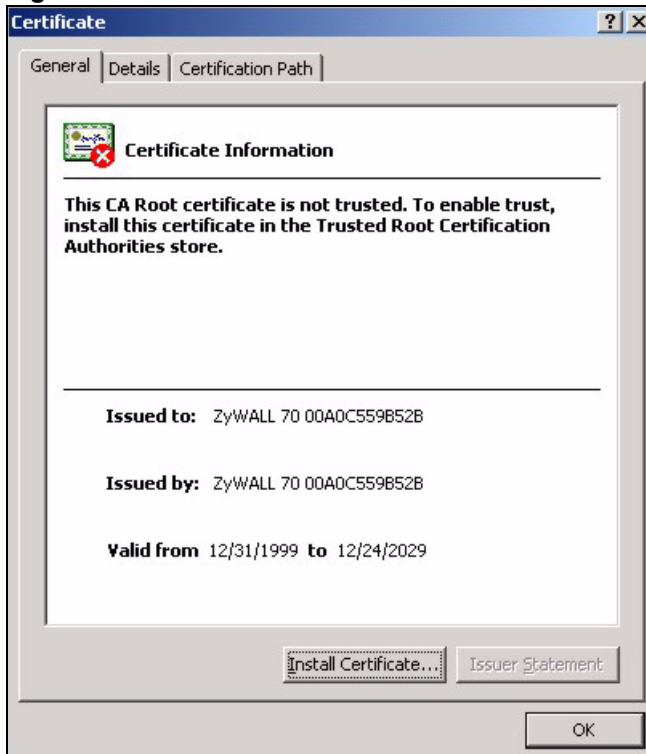 Certificate
General
Details
Certification Path
Certificate Information
This CA Root certificate is not trusted. To enable trust,
install this certificate in the Trusted Root Certification
Authorities store.
Issued to: ZyWALL 70 00A0C559B52B
Issued by: ZyWALL 70 00A0C559B52B
Valid from 12/31/1999 to 12/24/2029
Install Certificate...
Issuer Statement
OK